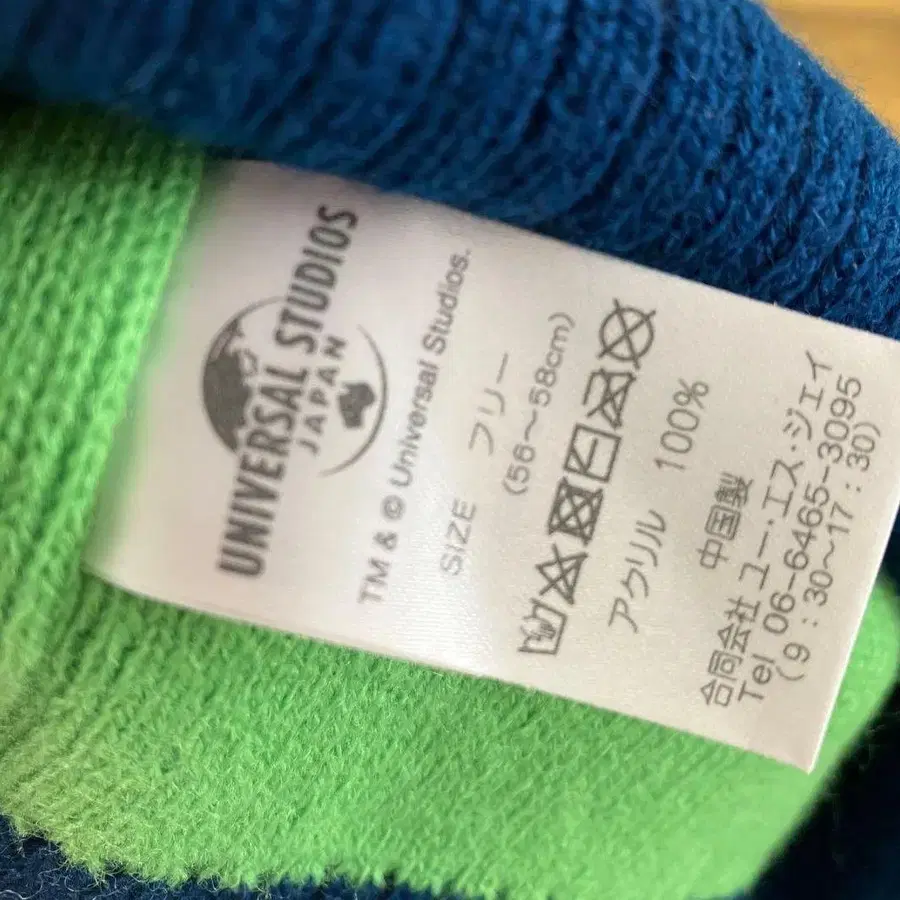 UNIVERSAL STUDIOS
JAPAN
TM & © Universal Studios.
SIZE フリー
(56〜58cm)
アクリル 100%
中国製
合同会社 ユー・エス・ジェイ
Tel 06-6465-3095
(9:30〜17:30)